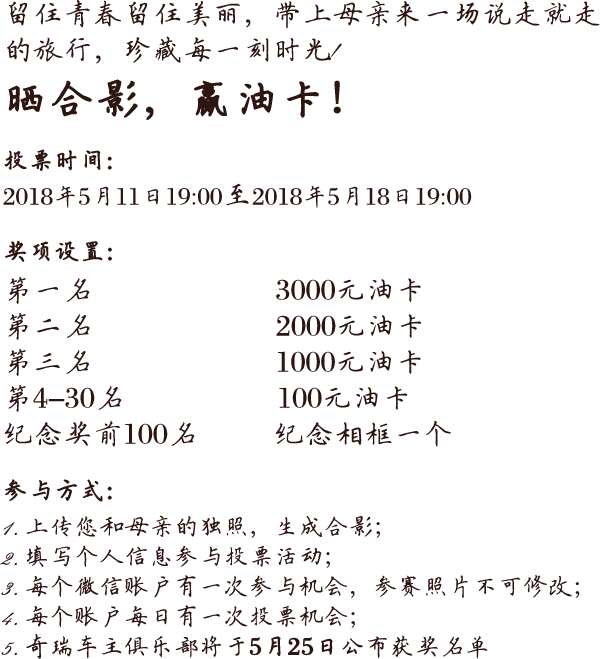 留住青春留住美丽，带上母亲来一场说走就走
的旅行，珍藏每一刻时光！
晒合影，赢油卡！
投票时间：
2018年5月11日19:00至2018年5月18日19:00
奖项设置：
第一名 3000元油卡
第二名 2000元油卡
第三名 1000元油卡
第4-30名 100元油卡
纪念奖前100名 纪念相框一个
参与方式：
1. 上传您和母亲的独照，生成合影；
2. 填写个人信息参与投票活动；
3. 每个微信账户有一次参与机会，参赛照片不可修改；
4. 每个账户每日有一次投票机会；
5. 奇瑞车主俱乐部将于5月25日公布获奖名单